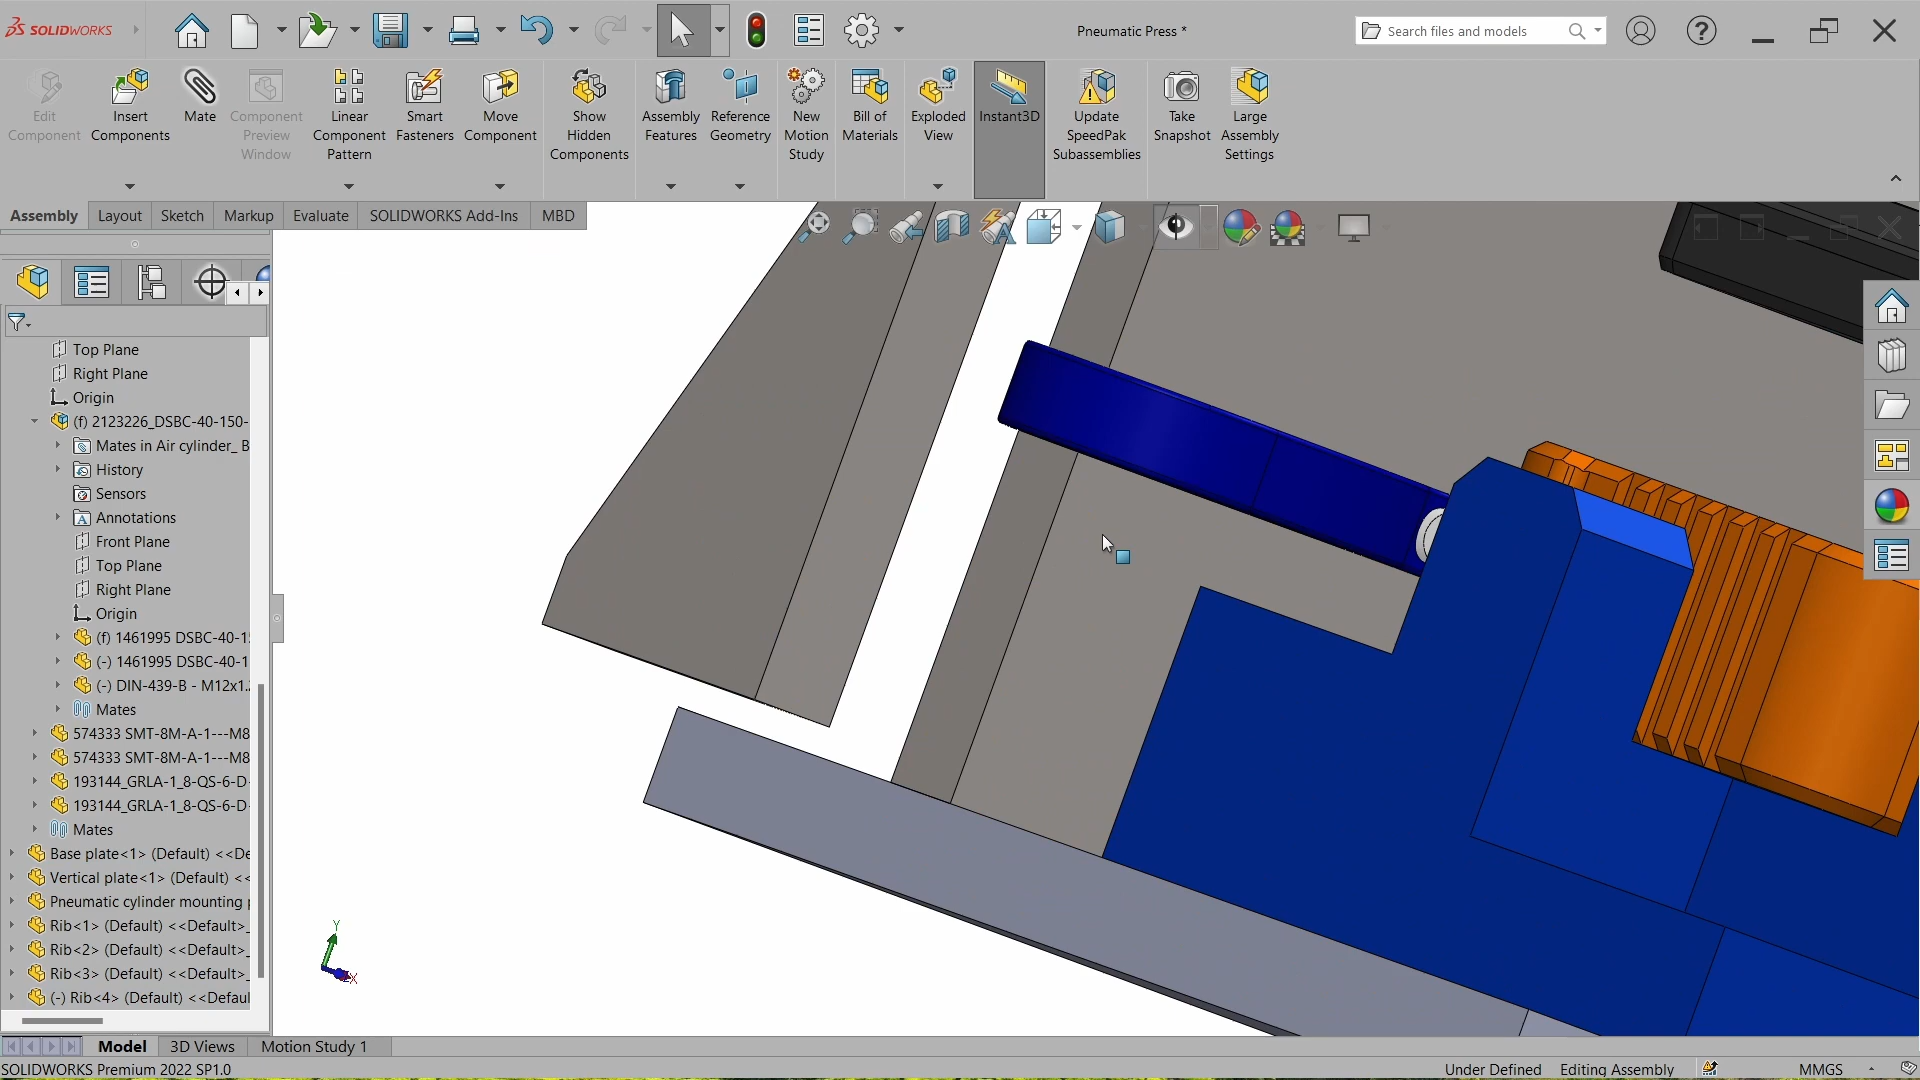 SOLIDWORKS
Pneumatic Press *
Search files and models
Edit
Component
Insert
Components
Mate
Component
Preview
Window
Linear
Component
Pattern
Smart
Fasteners
Move
Component
Show
Hidden
Components
Assembly
Features
Reference
Geometry
New
Motion
Study
Bill of
Materials
Exploded
View
Instant3D
Update
SpeedPak
Subassemblies
Take
Snapshot
Large
Assembly
Settings
Assembly
Layout
Sketch
Markup
Evaluate
SOLIDWORKS Add-Ins
MBD
Top Plane
Right Plane
Origin
(f) 2123226_DSBC-40-150-
Mates in Air cylinder_ B
History
Sensors
Annotations
Front Plane
Top Plane
Right Plane
Origin
(f) 1461995 DSBC-40-1
(-) 1461995 DSBC-40-1
(-) DIN-439-B - M12x1.
Mates
574333 SMT-8M-A-1---M8
574333 SMT-8M-A-1---M8
193144_GRLA-1_8-QS-6-D
193144_GRLA-1_8-QS-6-D
Mates
Base plate<1> (Default) <<De
Vertical plate<1> (Default) <<
Pneumatic cylinder mounting
Rib<1> (Default) <<Default>_
Rib<2> (Default) <<Default>_
Rib<3> (Default) <<Default>_
(-) Rib<4> (Default) <<Defaul
Y
X
Model
3D Views
Motion Study 1
SOLIDWORKS Premium 2022 SP1.0
Under Defined
Editing Assembly
MMGS